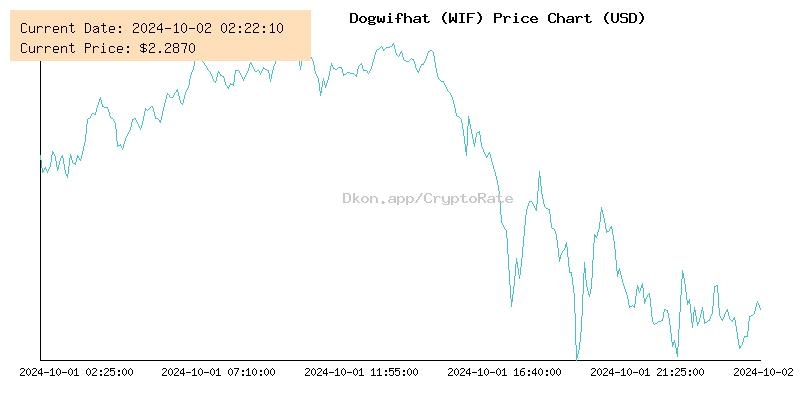 Dogwifhat (WIF) Price Chart (USD)
Current Date: 2024-10-02 02:22:10
Current Price: $2.2870
Dkon.app/CryptoRate
2024-10-01 02:25:00 2024-10-01 07:10:00 2024-10-01 11:55:00 2024-10-01 16:40:00 2024-10-01 21:25:00 2024-10-02